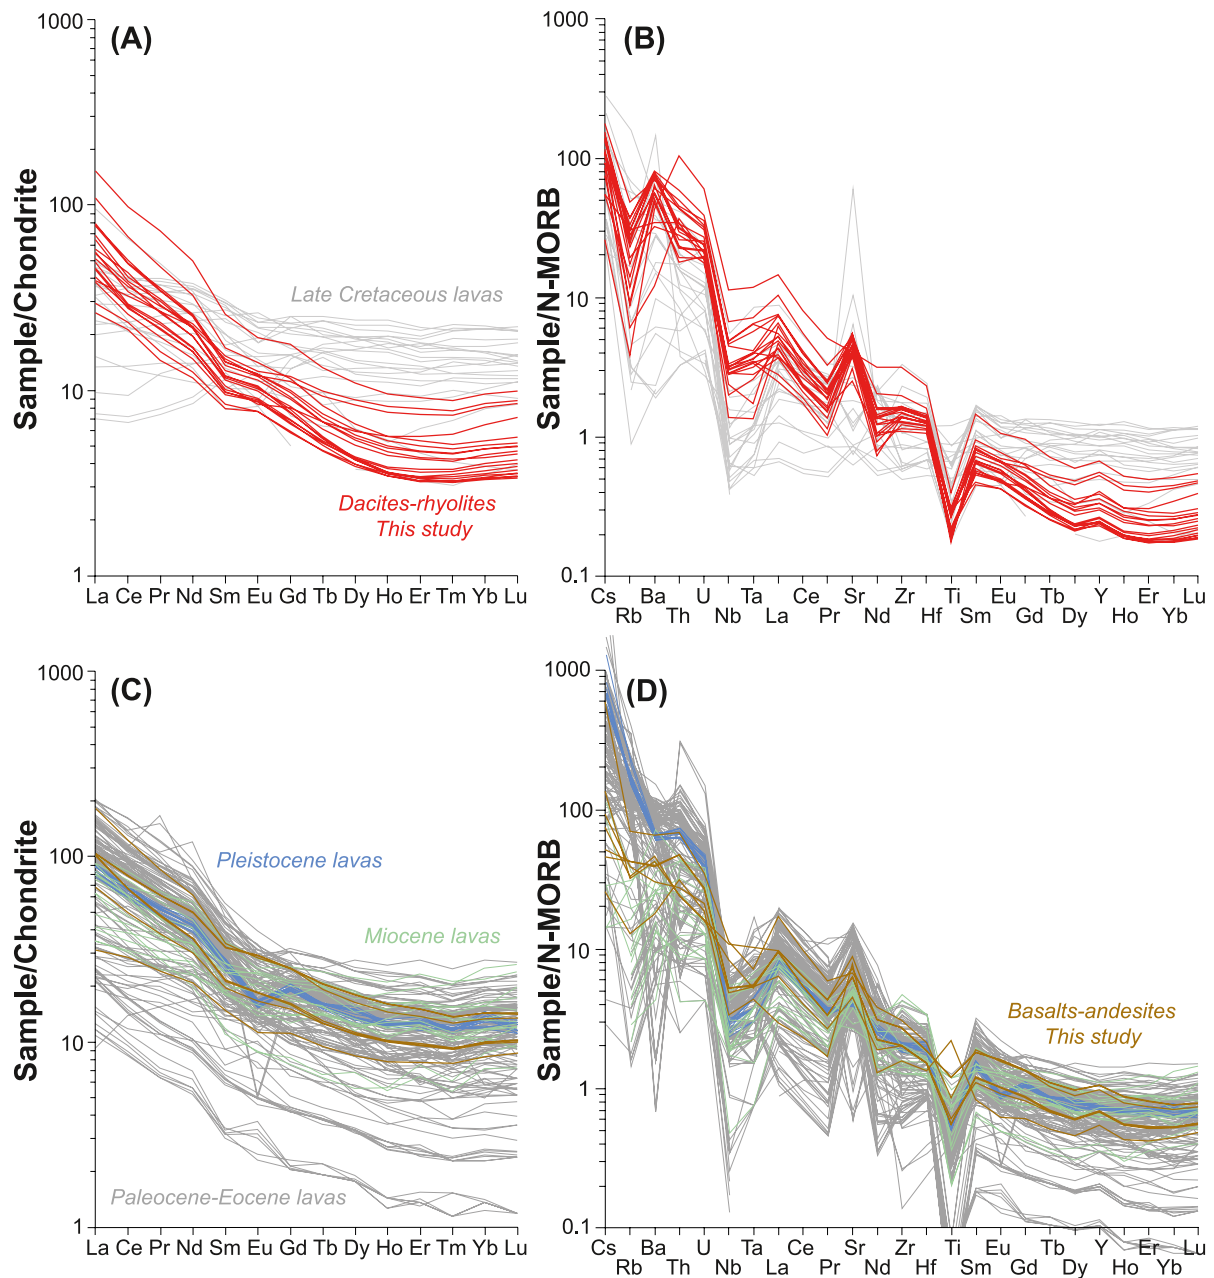 (A)
1000
100
10
1
Sample/Chondrite
Late Cretaceous lavas
Dacites-rhyolites
This study
La Ce Pr Nd Sm Eu Gd Tb Dy Ho Er Tm Yb Lu
(B)
1000
100
10
1
0.1
Sample/N-MORB
Cs Ba U Ta Ce Sr Zr Ti Eu Tb Y Er Lu
Rb Th Nb La Pr Nd Hf Sm Gd Dy Ho Yb
(C)
1000
100
10
1
Sample/Chondrite
Pleistocene lavas
Miocene lavas
Paleocene-Eocene lavas
La Ce Pr Nd Sm Eu Gd Tb Dy Ho Er Tm Yb Lu
(D)
1000
100
10
1
0.1
Sample/N-MORB
Basalts-andesites
This study
Cs Ba U Ta Ce Sr Zr Ti Eu Tb Y Er Lu
Rb Th Nb La Pr Nd Hf Sm Gd Dy Ho Yb